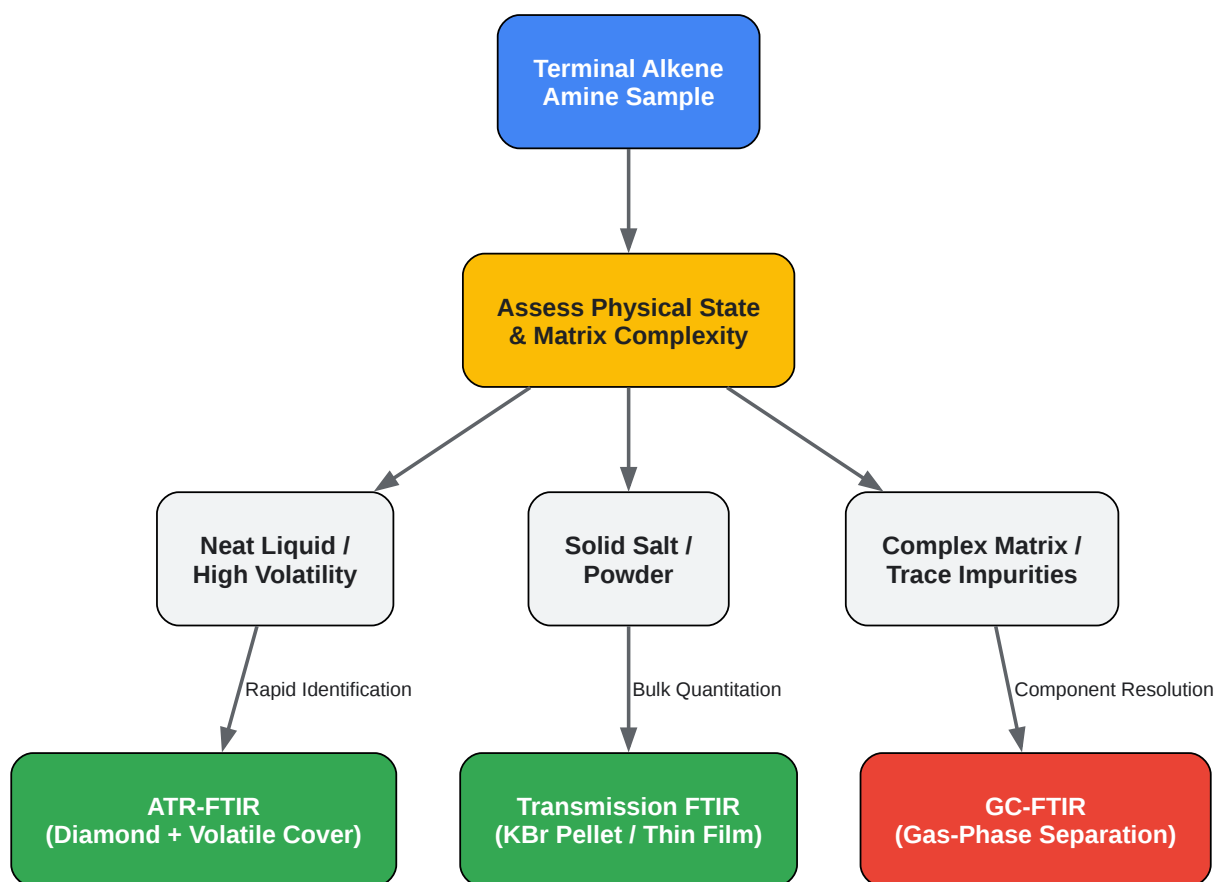 Terminal Alkene
Amine Sample
Assess Physical State
& Matrix Complexity
Neat Liquid /
High Volatility
Solid Salt /
Powder
Complex Matrix /
Trace Impurities
Rapid Identification
Bulk Quantitation
Component Resolution
ATR-FTIR
(Diamond + Volatile Cover)
Transmission FTIR
(KBr Pellet / Thin Film)
GC-FTIR
(Gas-Phase Separation)